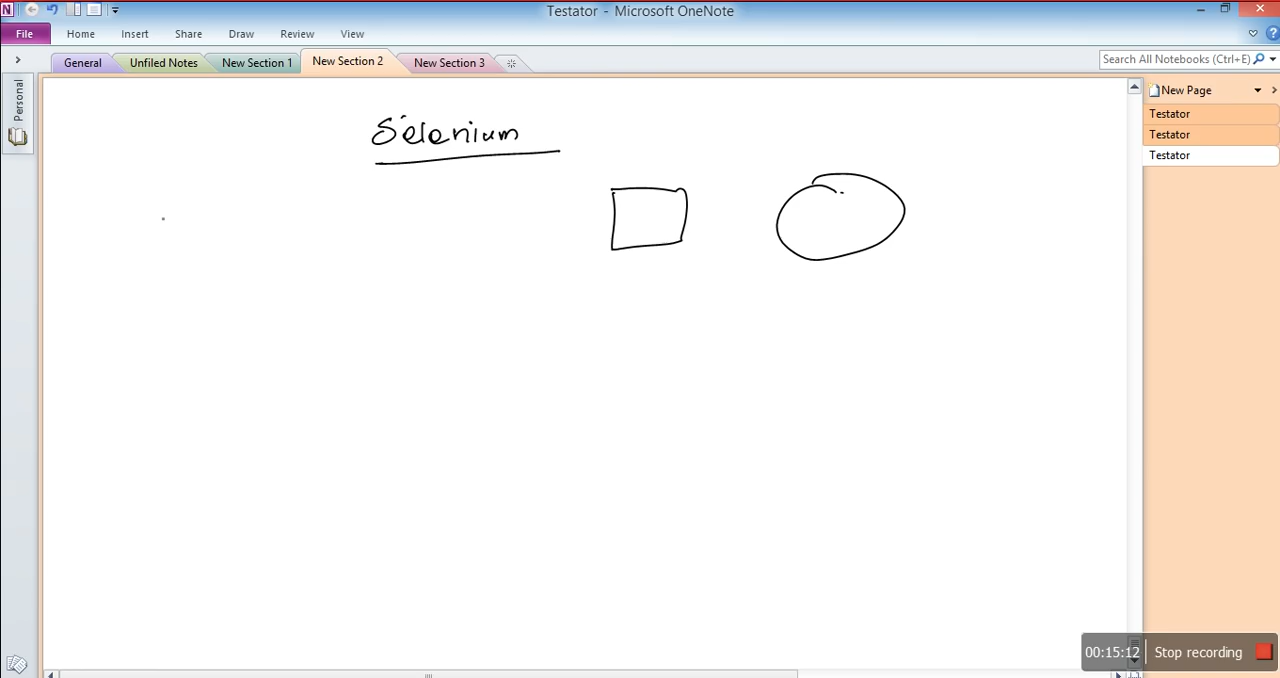 Testator - Microsoft OneNote
File Home Insert Share Draw Review View
General Unfiled Notes New Section 1 New Section 2 New Section 3 Search All Notebooks (Ctrl+E)
Personal
New Page
Testator
Testator
Testator
Selenium
00:15:12 Stop recording